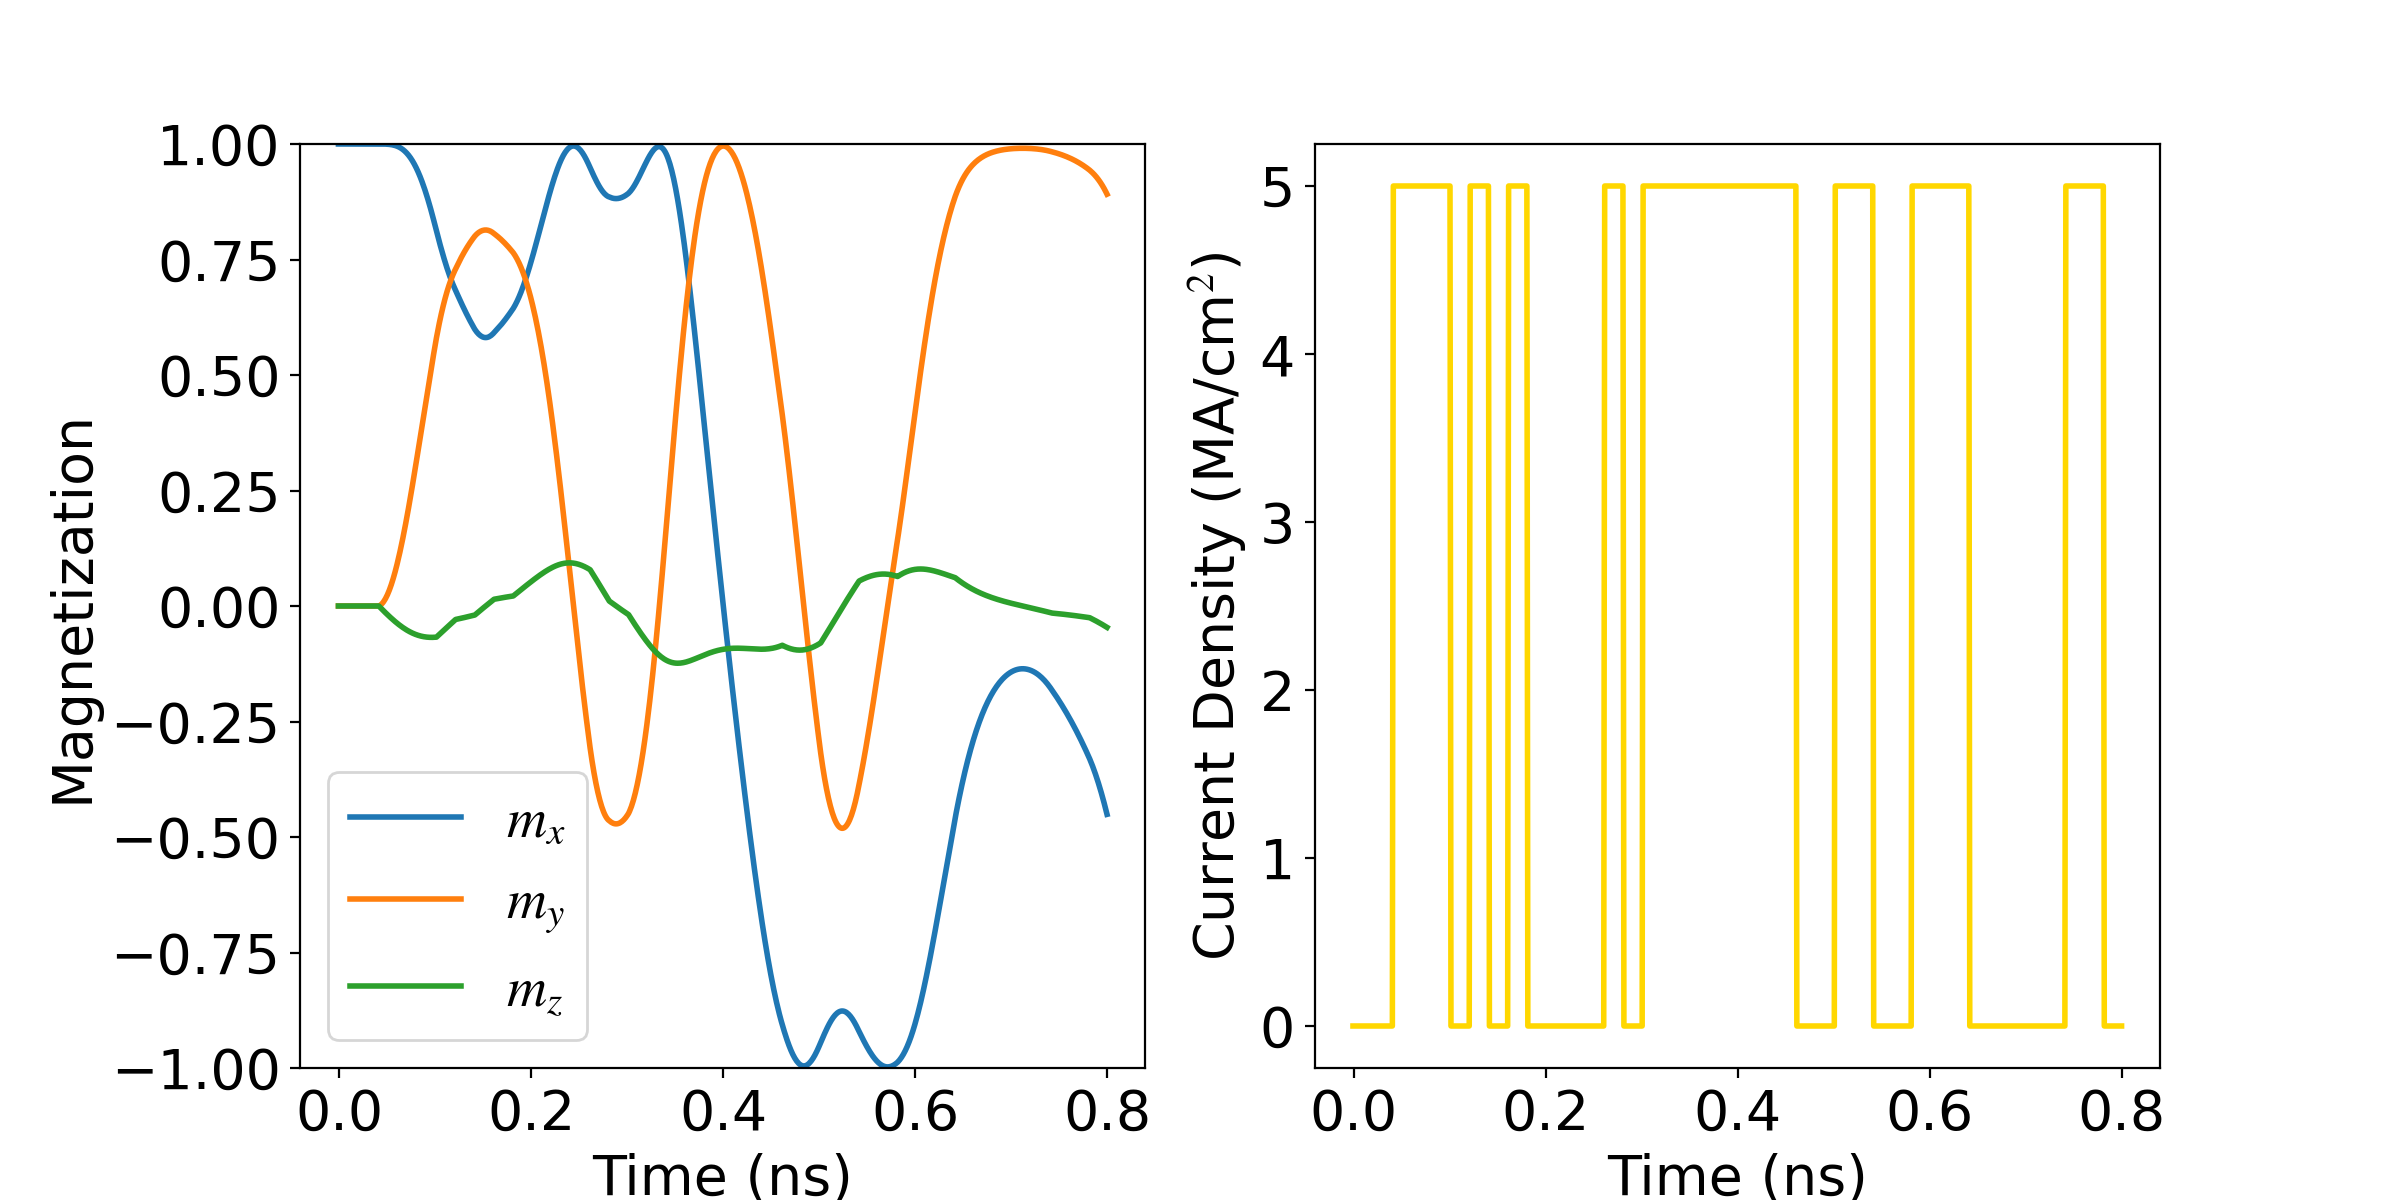 Magnetization
1.00
0.75
0.50
0.25
0.00
−0.25
−0.50
−0.75
−1.00
m_x
m_y
m_z
0.0 0.2 0.4 0.6 0.8
Time (ns)
Current Density (MA/cm²)
5
4
3
2
1
0
0.0 0.2 0.4 0.6 0.8
Time (ns)